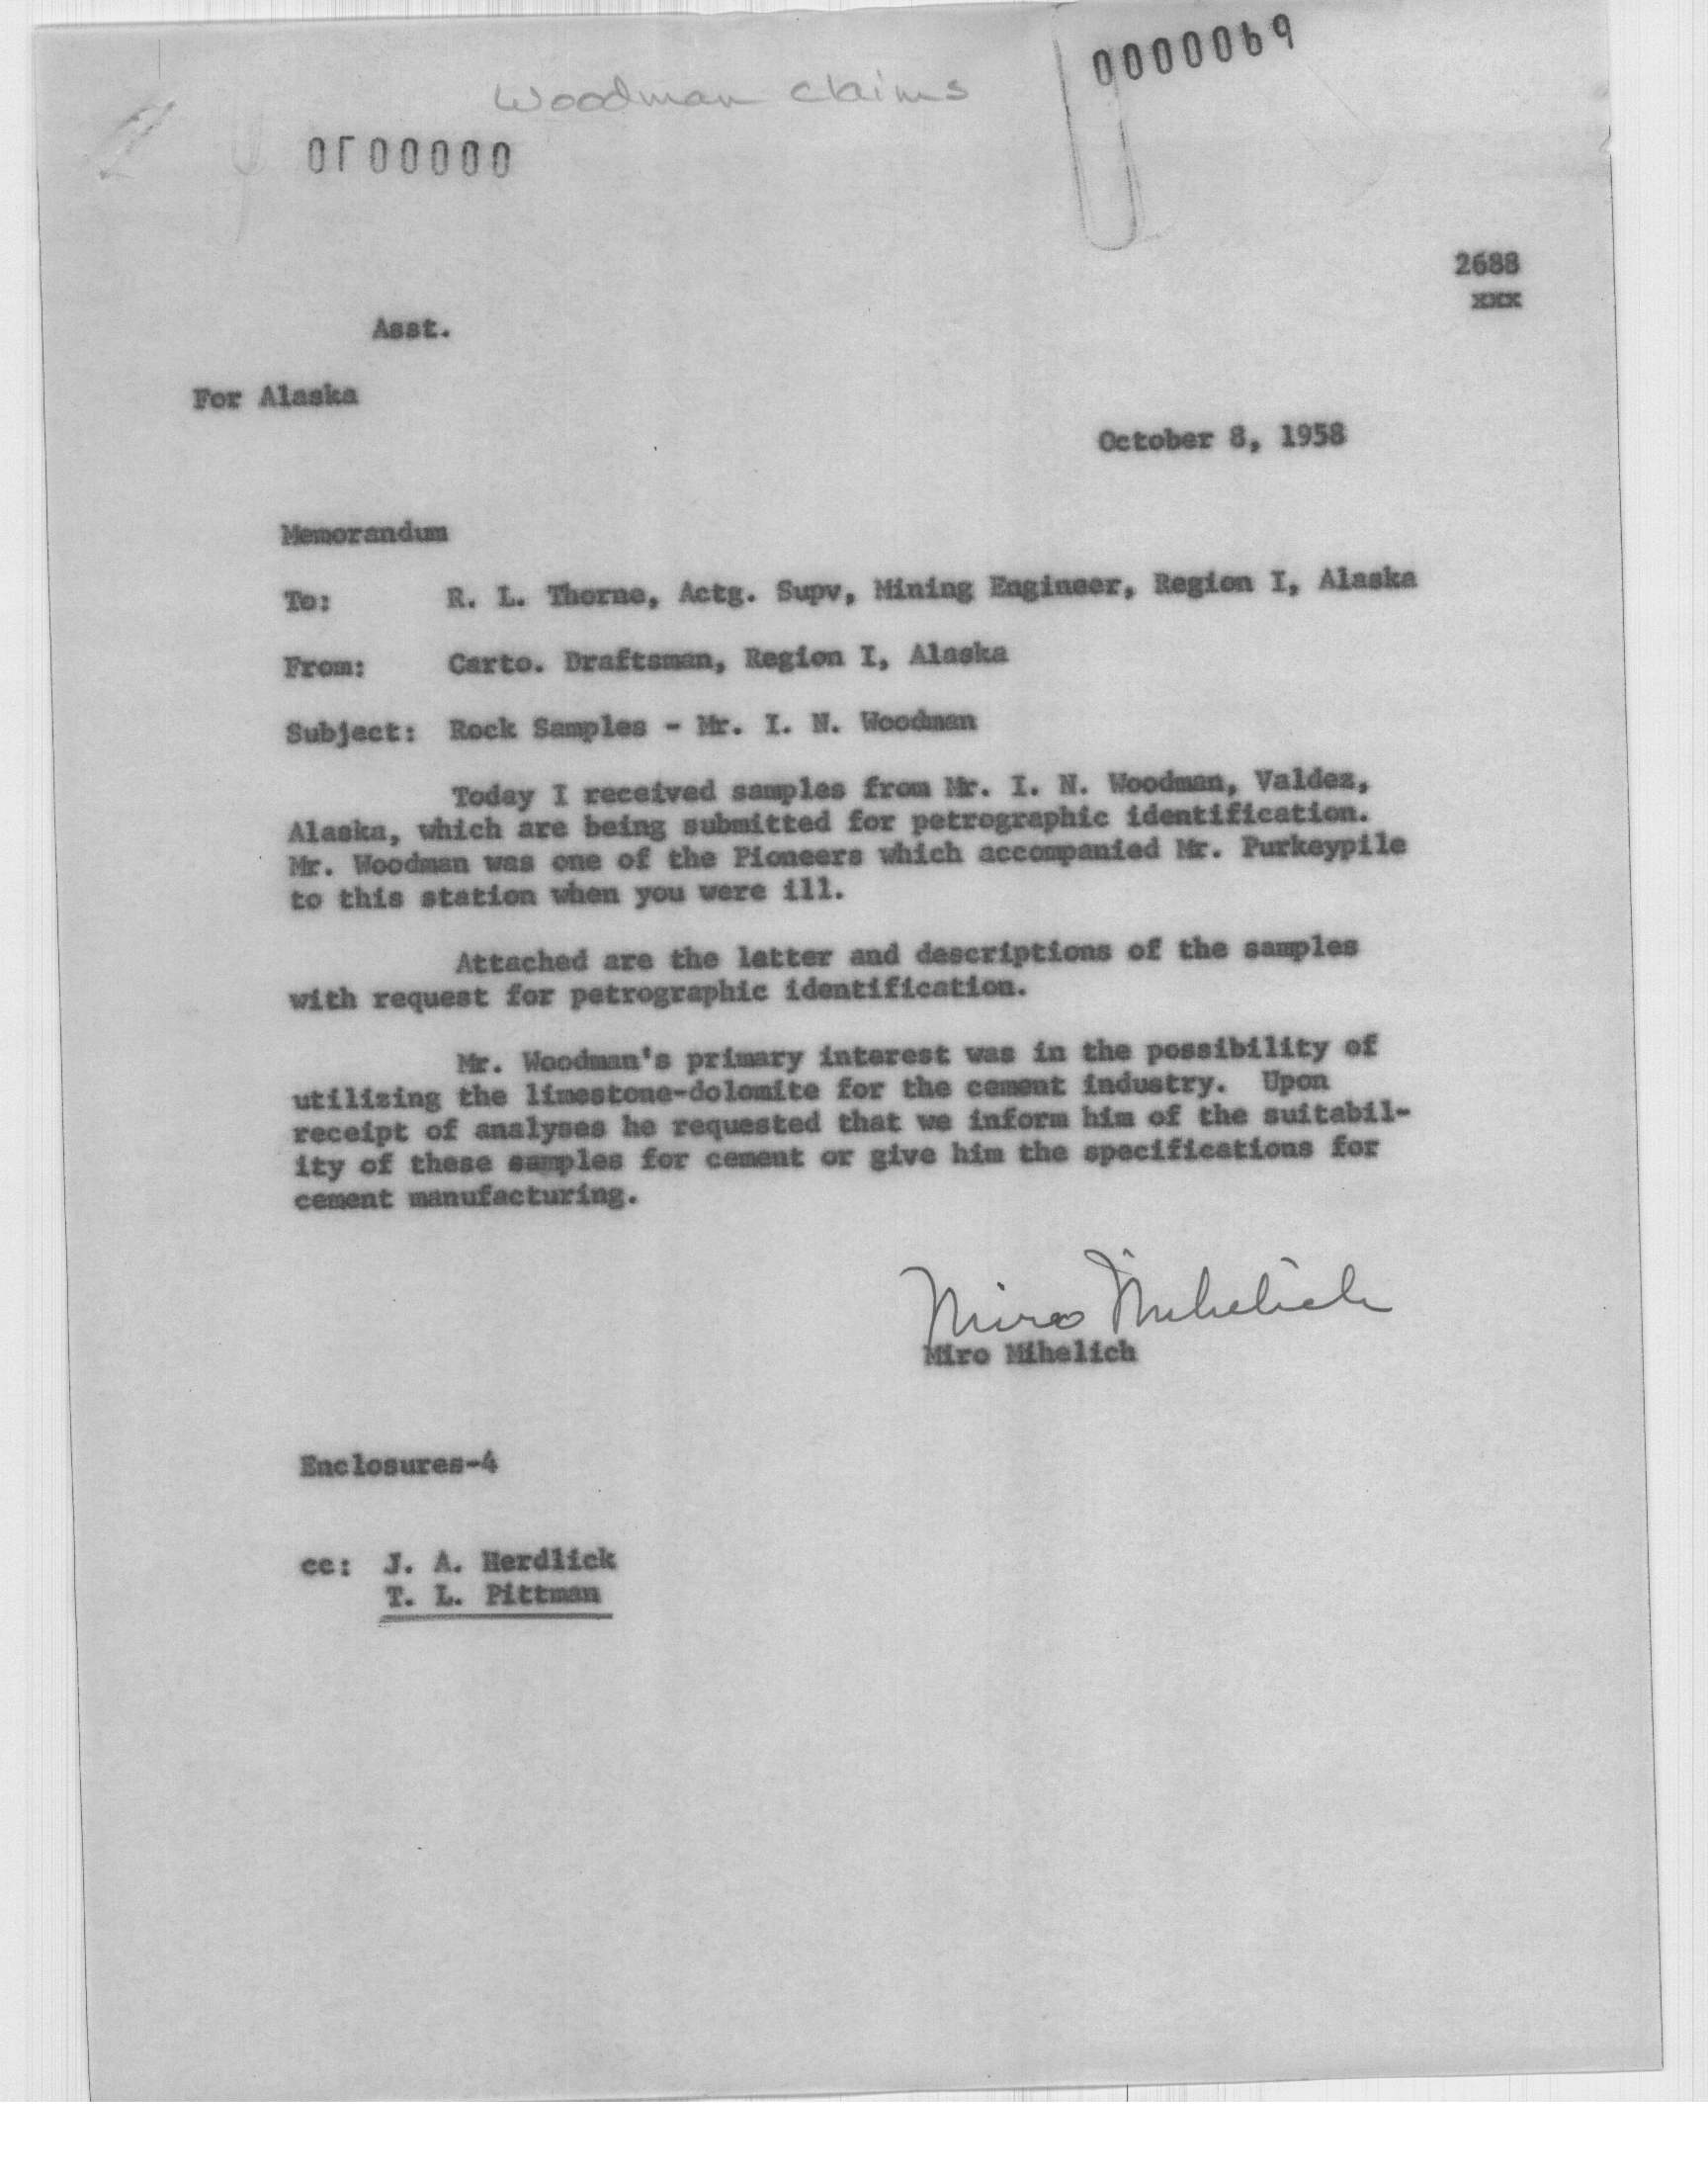 0000069
Woodman claims
0000070
2688
xxx
Asst.
For Alaska
October 8, 1958
Memorandum
To: R. L. Thorne, Actg. Supv, Mining Engineer, Region I, Alaska
From: Carto. Draftsman, Region I, Alaska
Subject: Rock Samples - Mr. I. N. Woodman
Today I received samples from Mr. I. N. Woodman, Valdez,
Alaska, which are being submitted for petrographic identification.
Mr. Woodman was one of the Pioneers which accompanied Mr. Purkeypile
to this station when you were ill.
Attached are the letter and descriptions of the samples
with request for petrographic identification.
Mr. Woodman's primary interest was in the possibility of
utilizing the limestone-dolomite for the cement industry. Upon
receipt of analyses he requested that we inform him of the suitabil-
ity of these samples for cement or give him the specifications for
cement manufacturing.
Miro Mihelich
Miro Mihelich
Enclosures-4
cc: J. A. Herdlick
T. L. Pittman